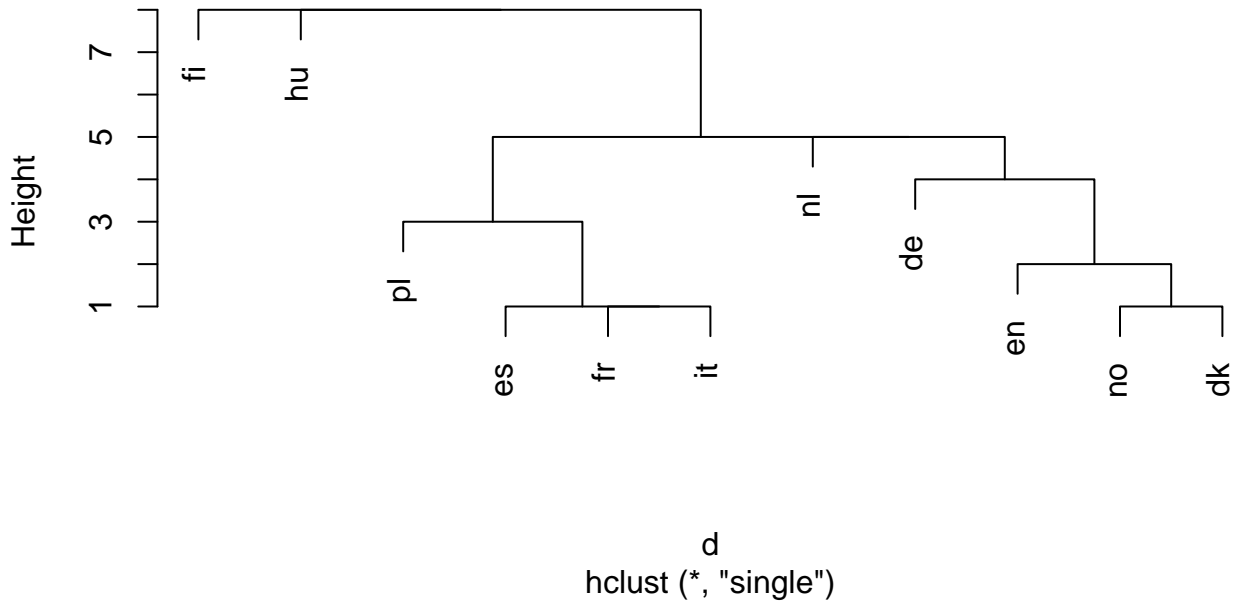 Height
7
5
3
1
fi
hu
pl
es
fr
it
nl
de
en
no
dk
d
hclust (*, "single")